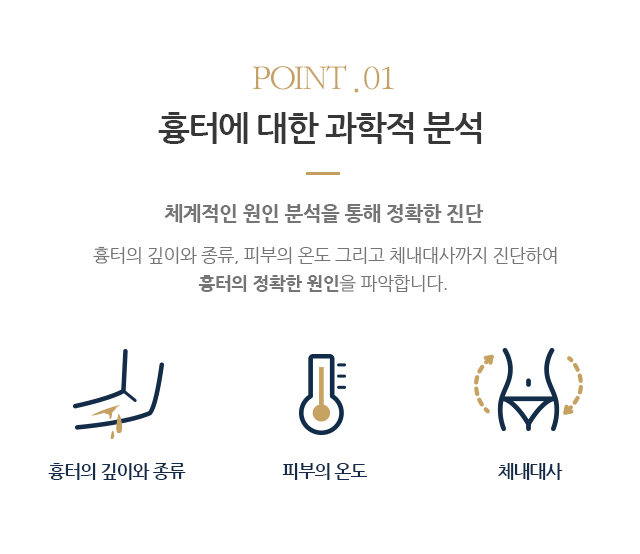 POINT .01
흉터에 대한 과학적 분석
체계적인 원인 분석을 통해 정확한 진단
흉터의 깊이와 종류, 피부의 온도 그리고 체내대사까지 진단하여
흉터의 정확한 원인을 파악합니다.
흉터의 깊이와 종류
피부의 온도
체내대사